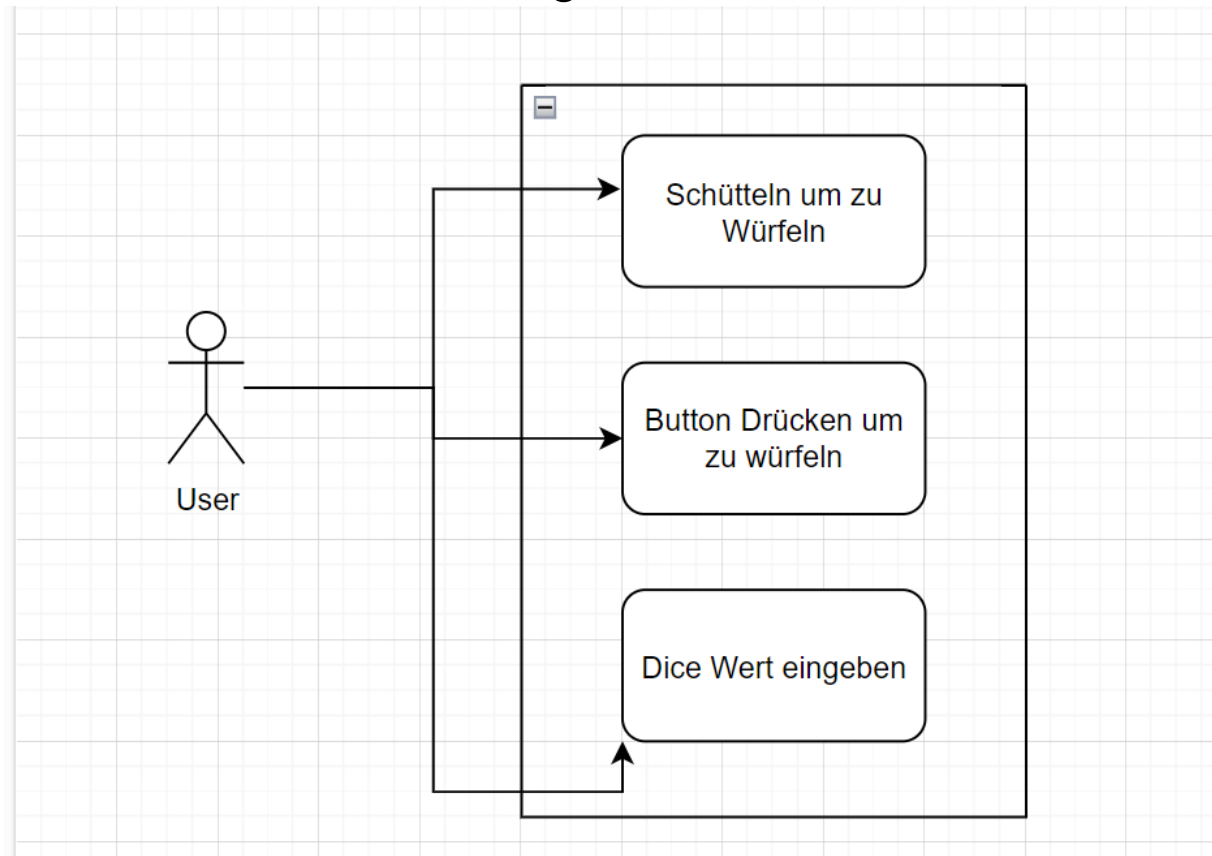 Schütteln um zu
Würfeln
Button Drücken um
zu würfeln
User
Dice Wert eingeben